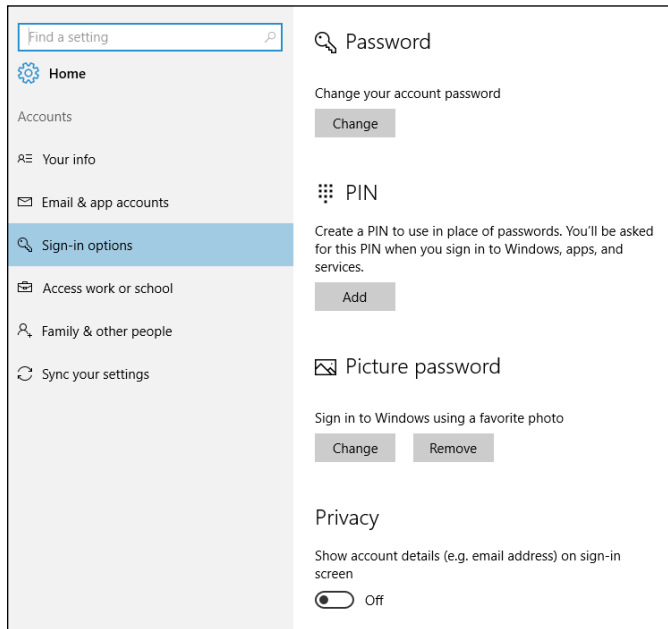 Find a setting
Home
Accounts
Your info
Email & app accounts
Sign-in options
Access work or school
Family & other people
Sync your settings
Password
Change your account password
Change
PIN
Create a PIN to use in place of passwords. You'll be asked
for this PIN when you sign in to Windows, apps, and
services.
Add
Picture password
Sign in to Windows using a favorite photo
Change Remove
Privacy
Show account details (e.g. email address) on sign-in
screen
Off